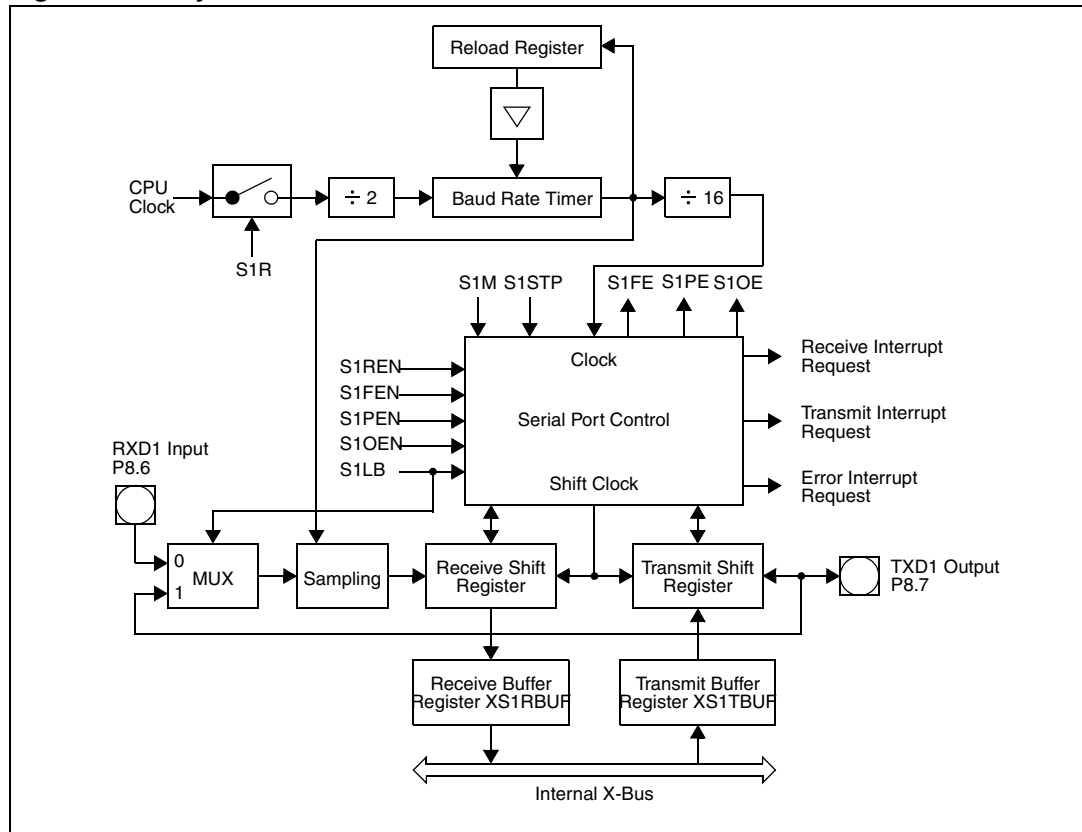 Reload Register
CPU
Clock
÷ 2
Baud Rate Timer
÷ 16
S1R
S1M
S1STP
S1FE
S1PE
S1OE
Clock
Receive Interrupt
Request
S1REN
S1FEN
S1PEN
S1OEN
S1LB
Serial Port Control
Transmit Interrupt
Request
RXD1 Input
P8.6
Shift Clock
Error Interrupt
Request
0
1
MUX
Sampling
Receive Shift
Register
Transmit Shift
Register
TXD1 Output
P8.7
Receive Buffer
Register XS1RBUF
Transmit Buffer
Register XS1TBUF
Internal X-Bus